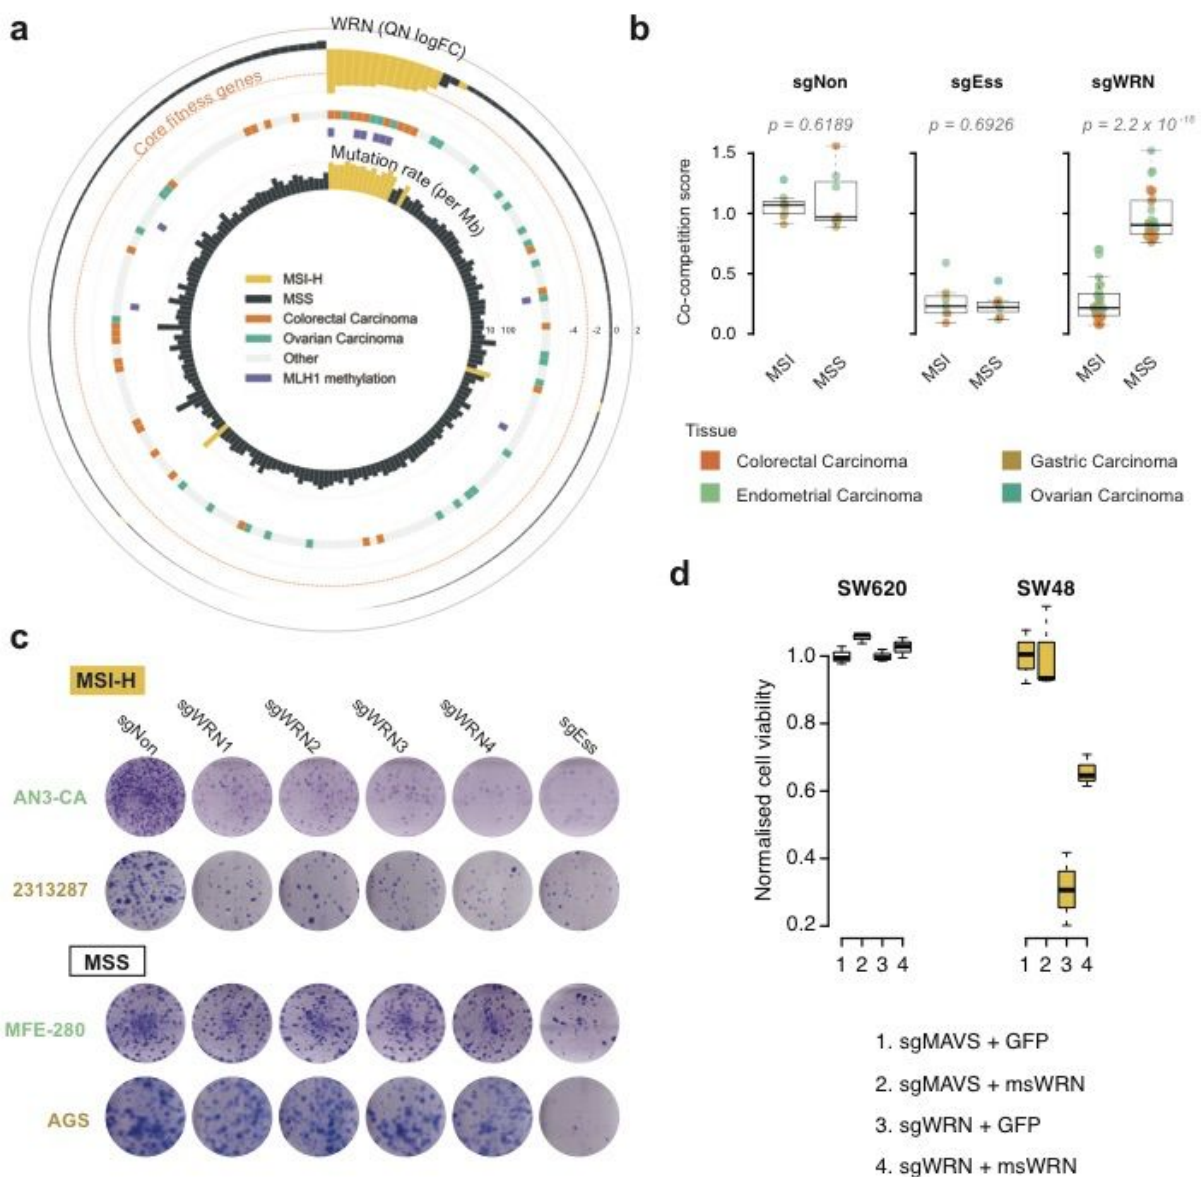 a
WRN (QN logFC)
Core fitness genes
Mutation rate (per Mb)
MSI-H
MSS
Colorectal Carcinoma
Ovarian Carcinoma
Other
MLH1 methylation
10 100 -4 -2 0 2
b
sgNon sgEss sgWRN
p = 0.6189 p = 0.6926 p = 2.2 x 10⁻¹⁶
Co-competition score
1.5
1.0
0.5
0.0
MSI MSS MSI MSS MSI MSS
Tissue
Colorectal Carcinoma Gastric Carcinoma
Endometrial Carcinoma Ovarian Carcinoma
c
MSI-H
sgNon sgWRN1 sgWRN2 sgWRN3 sgWRN4 sgEss
AN3-CA
2313287
MSS
MFE-280
AGS
d
SW620 SW48
Normalised cell viability
1.0
0.8
0.6
0.4
0.2
1 2 3 4 1 2 3 4
1. sgMAVS + GFP
2. sgMAVS + msWRN
3. sgWRN + GFP
4. sgWRN + msWRN